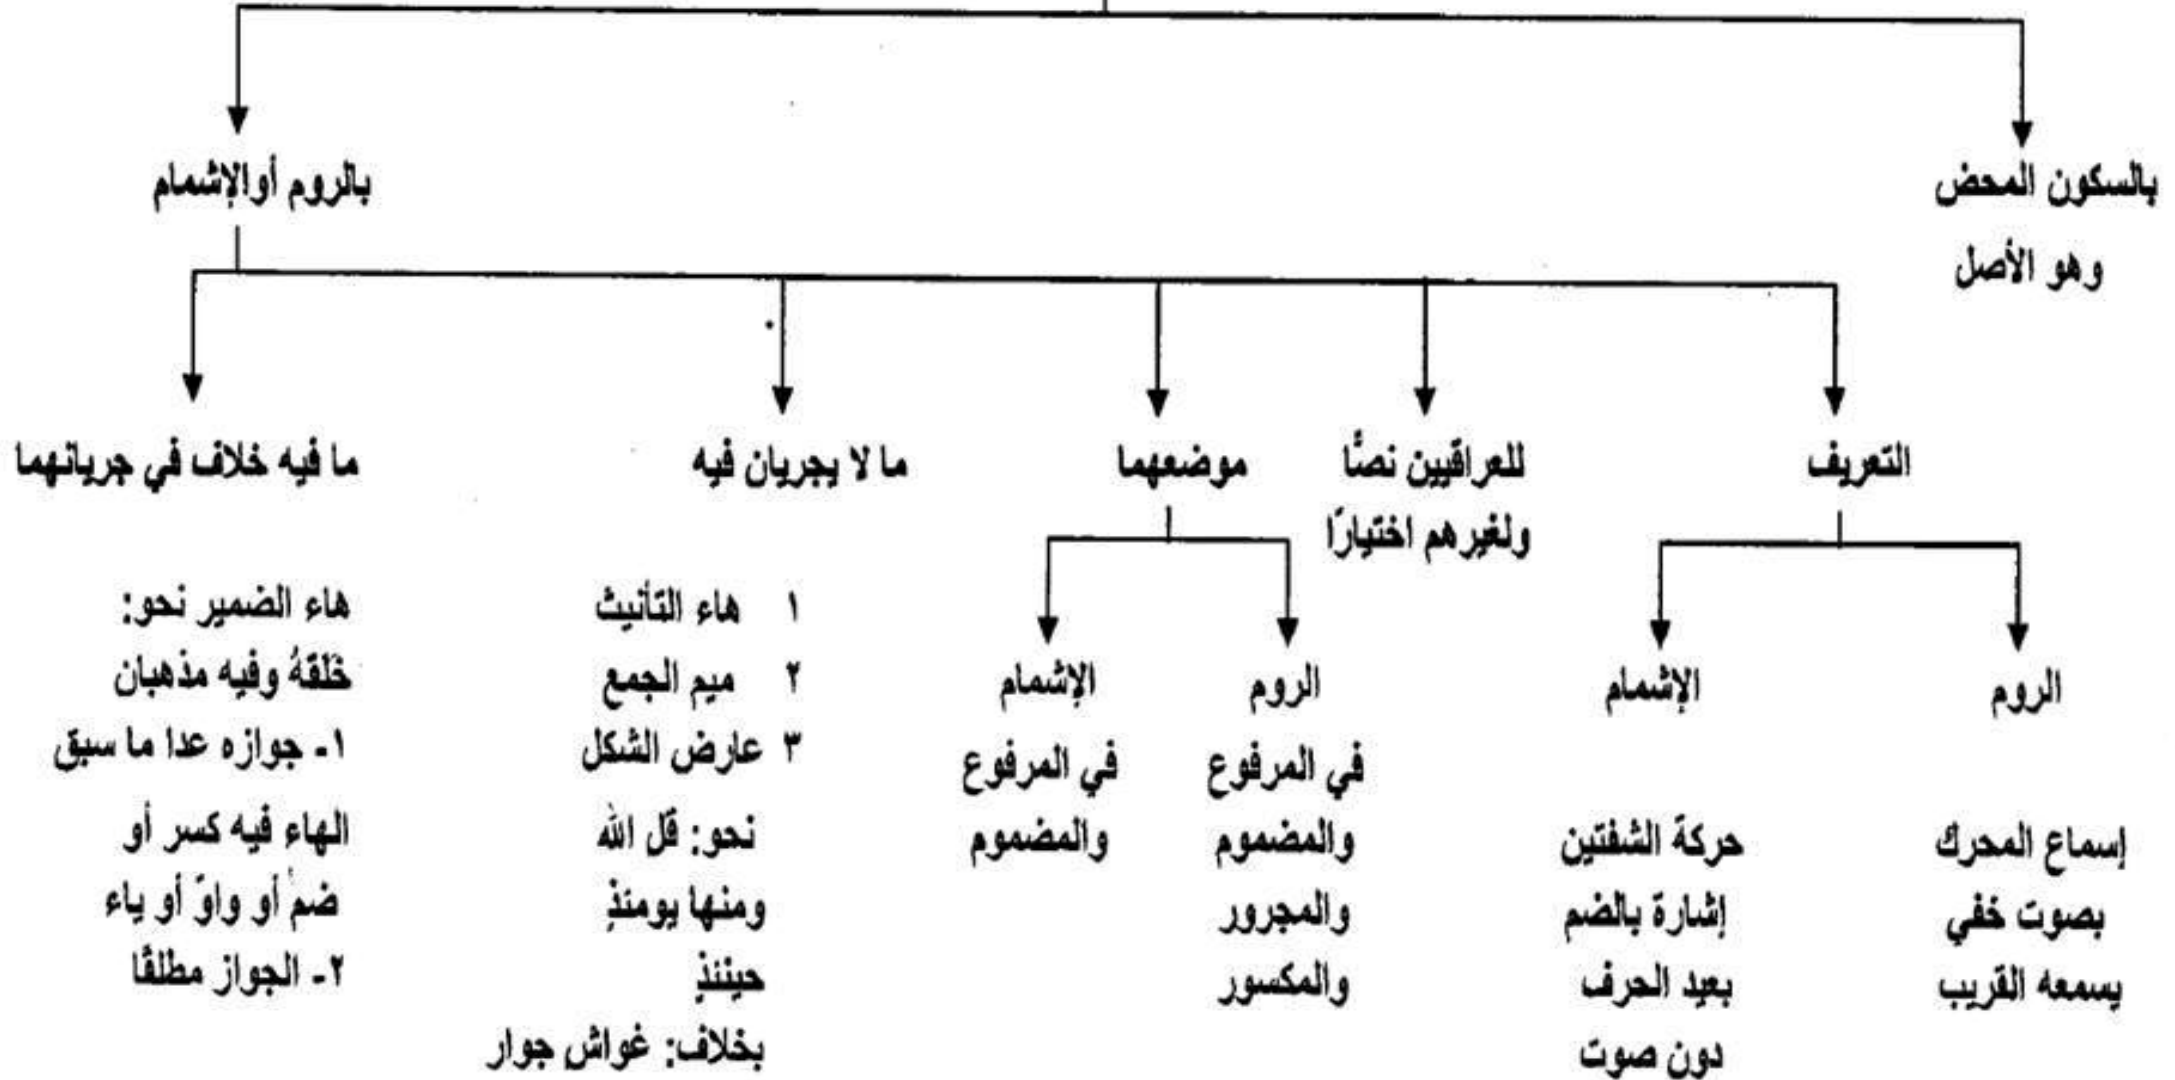 بالسكون المحض
وهو الأصل
بالروم أوالإشمام
التعريف
الروم
إسماع المحرك
بصوت خفي
يسمعه القريب
الإشمام
حركة الشفتين
إشارة بالضم
بعيد الحرف
دون صوت
للعراقيين نصًّا
ولغيرهم اختيارًا
موضعهما
الروم
في المرفوع
والمضموم
والمجرور
والمكسور
الإشمام
في المرفوع
والمضموم
ما لا يجريان فيه
١ هاء التأنيث
٢ ميم الجمع
٣ عارض الشكل
نحو: قل الله
ومنها يومئذٍ
حينئذٍ
بخلاف: غواش جوار
ما فيه خلاف في جريانهما
هاء الضمير نحو:
خَلَقَهُ وفيه مذهبان
١- جوازه عدا ما سبق
الهاء فيه كسر أو
ضمٌ أو واوٌ أو ياء
٢- الجواز مطلقًا